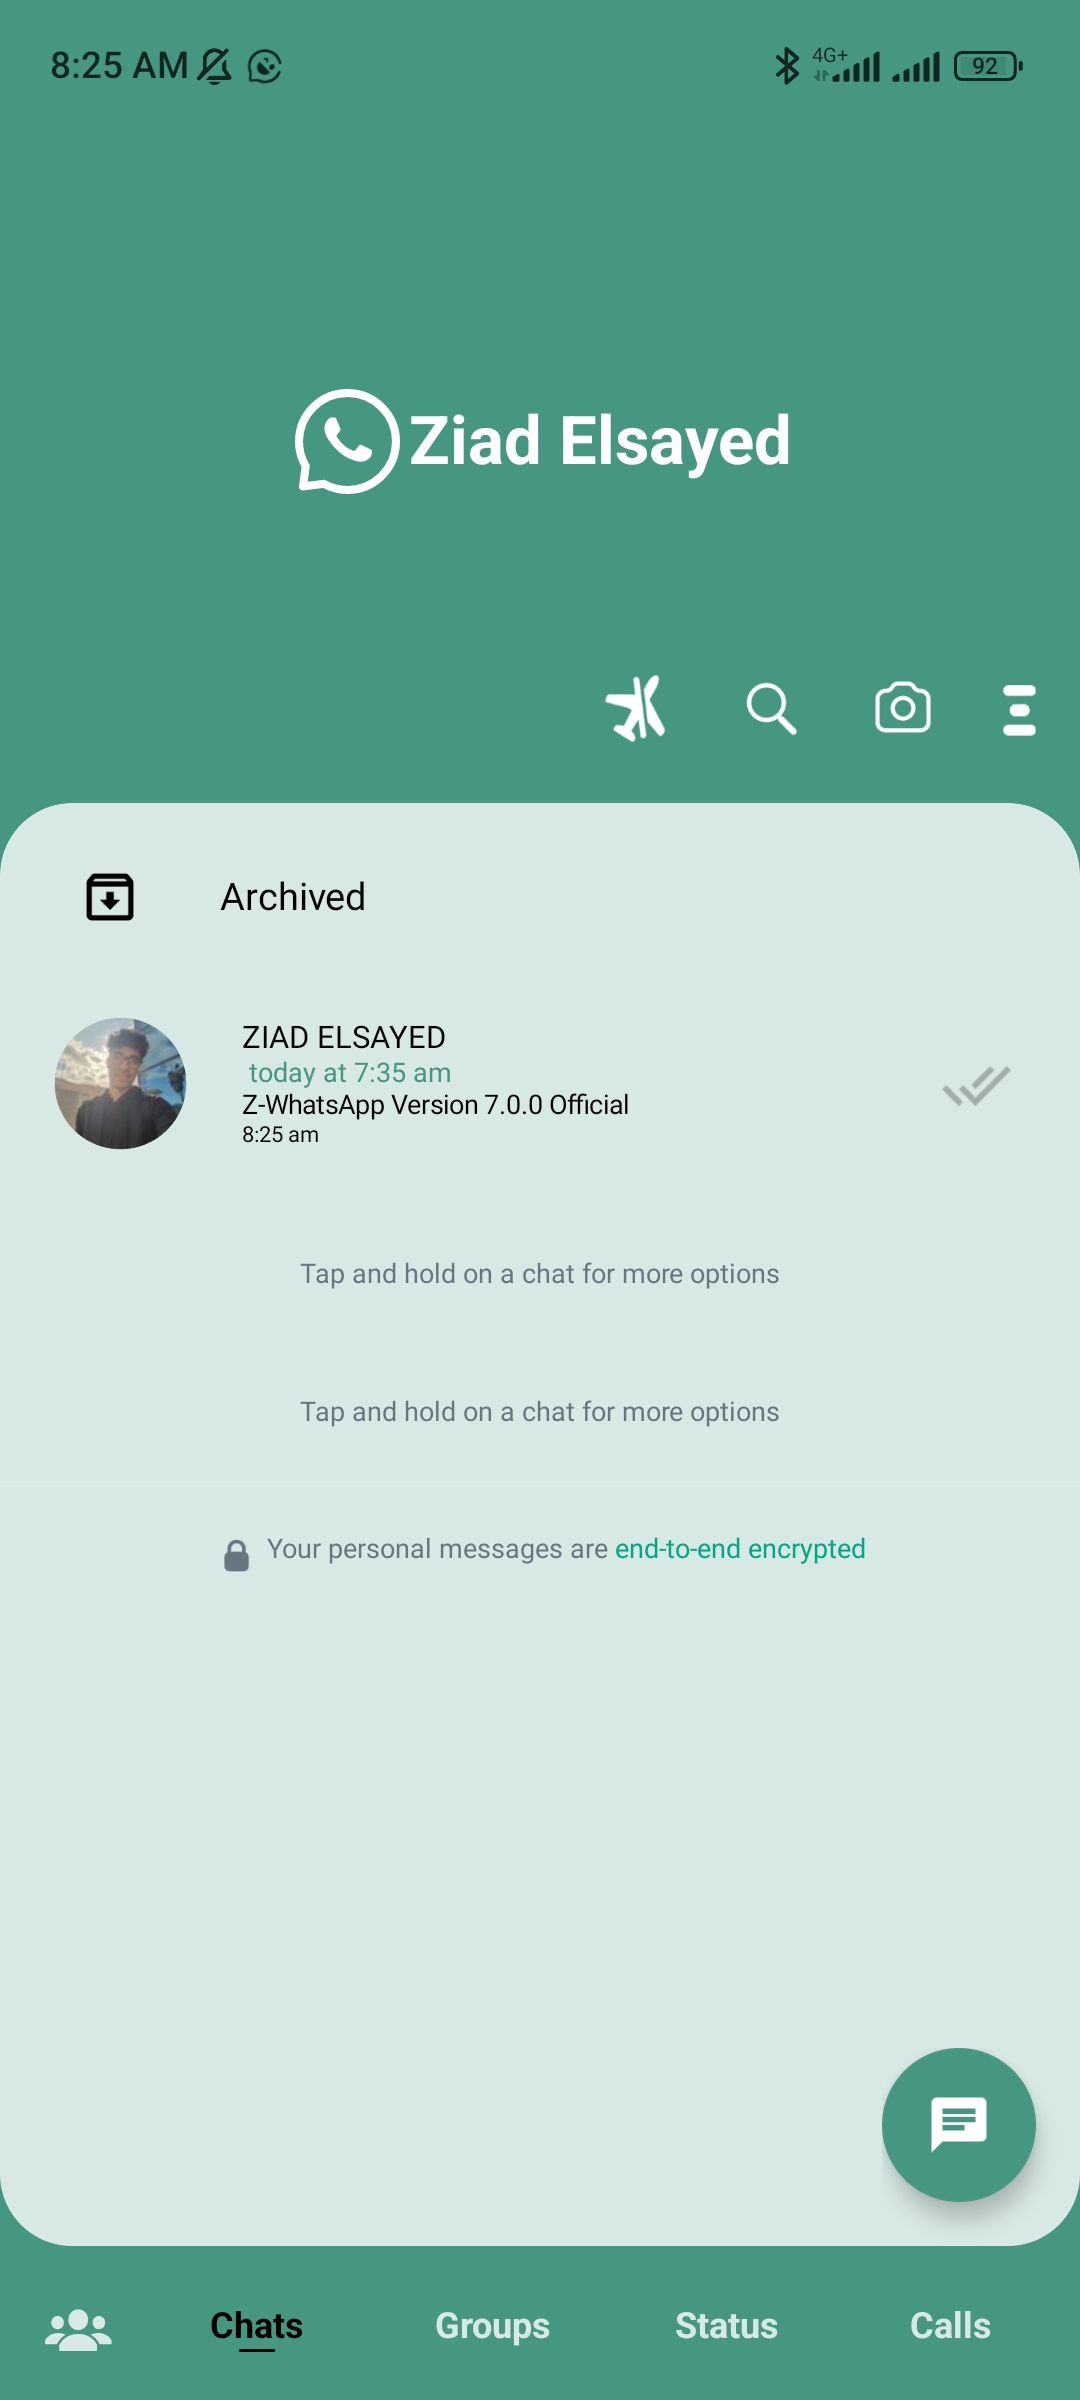 8:25 AM
4G+
92
Ziad Elsayed
Archived
ZIAD ELSAYED
today at 7:35 am
Z-WhatsApp Version 7.0.0 Official
8:25 am
Tap and hold on a chat for more options
Tap and hold on a chat for more options
Your personal messages are end-to-end encrypted
Chats
Groups
Status
Calls